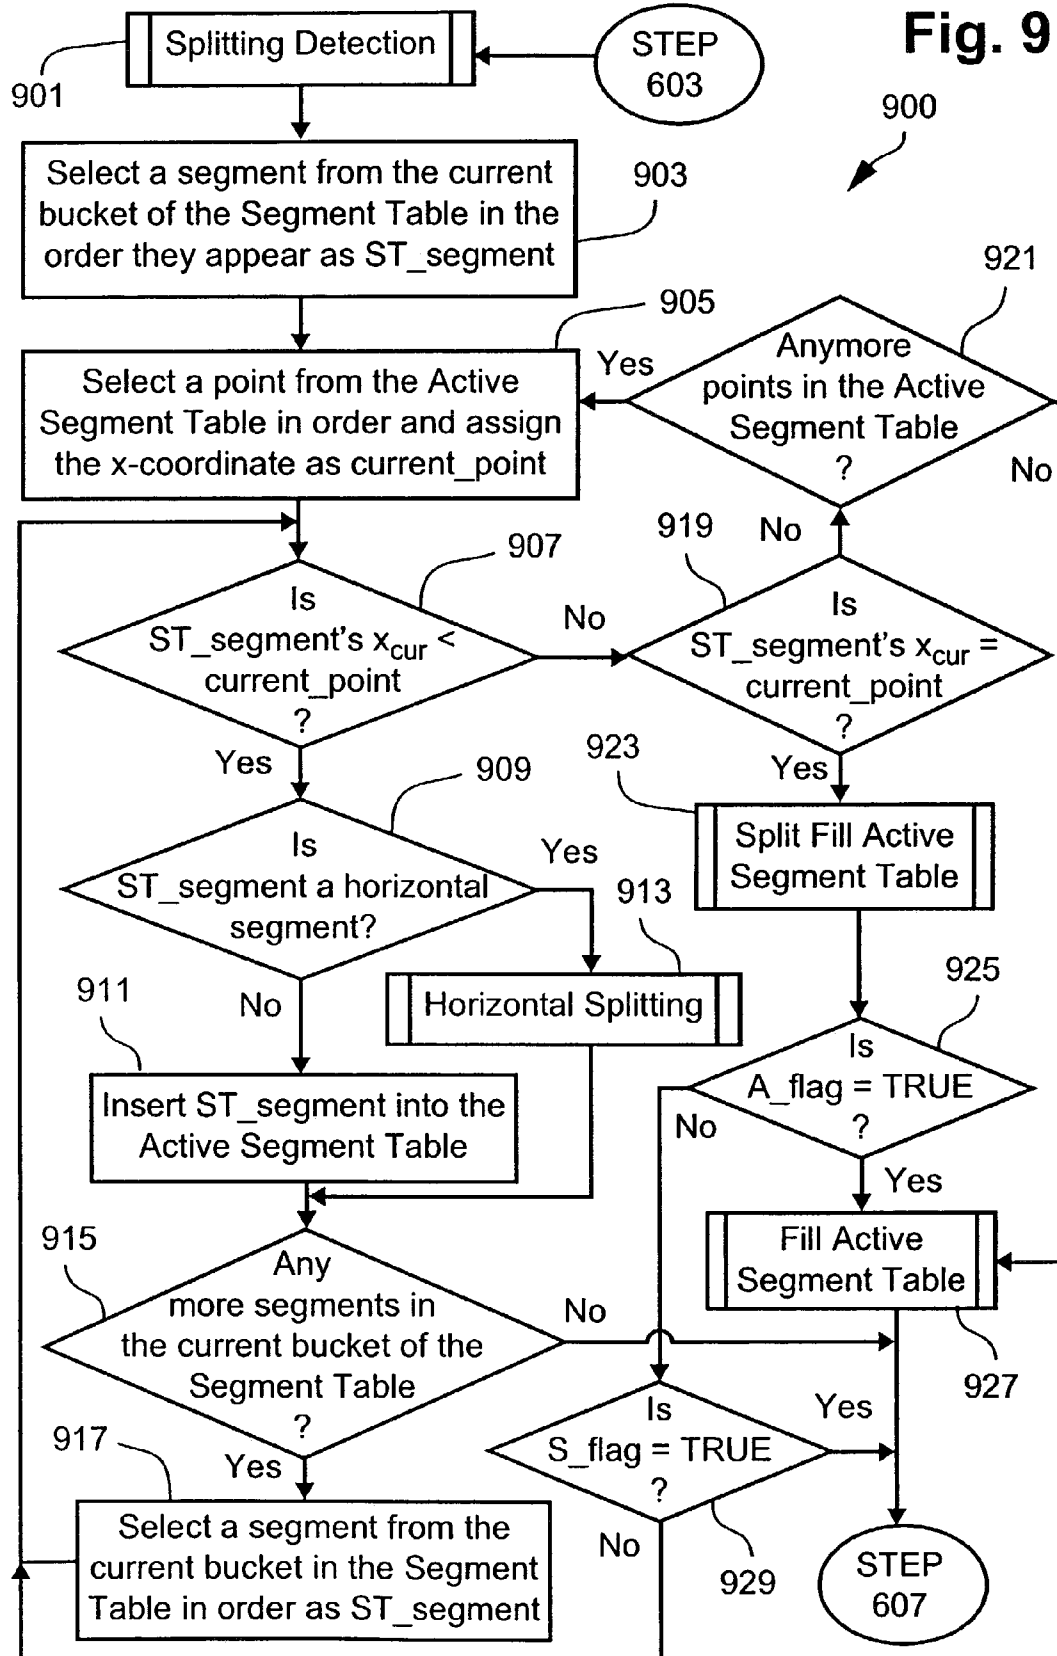 Fig. 9
900
Splitting Detection
901
STEP
603
Select a segment from the current
bucket of the Segment Table in the
order they appear as ST_segment
903
905
Select a point from the Active
Segment Table in order and assign
the x-coordinate as current_point
Yes
921
Anymore
points in the Active
Segment Table
?
No
907
Is
ST_segment's xcur <
current_point
?
No
919
No
Is
ST_segment's xcur =
current_point
?
Yes
Yes
909
Is
ST_segment a horizontal
segment?
Yes
923
Split Fill Active
Segment Table
913
Horizontal Splitting
No
911
Insert ST_segment into the
Active Segment Table
925
Is
A_flag = TRUE
?
No
Yes
Fill Active
Segment Table
927
915
Any
more segments in
the current bucket of the
Segment Table
?
No
Yes
917
Select a segment from the
current bucket in the Segment
Table in order as ST_segment
Is
S_flag = TRUE
?
Yes
No
929
STEP
607